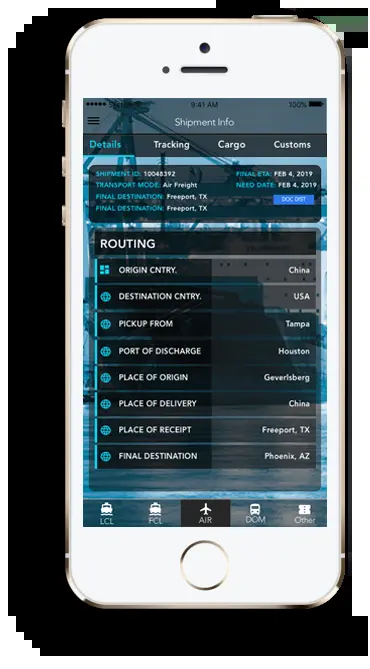 9:41 AM 100%
Shipment Info
Details Tracking Cargo Customs
SHIPMENT ID: 10048392 FINAL ETA: FEB 4, 2019
TRANSPORT MODE: Air Freight NEED DATE: FEB 4, 2019
FINAL DESTINATION: Freeport, TX DOC DIST
FINAL DESTINATION: Freeport, TX
ROUTING
ORIGIN CNTRY. China
DESTINATION CNTRY. USA
PICKUP FROM Tampa
PORT OF DISCHARGE Houston
PLACE OF ORIGIN Geverlsberg
PLACE OF DELIVERY China
PLACE OF RECEIPT Freeport, TX
FINAL DESTINATION Phoenix, AZ
LCL FCL AIR DOM Other